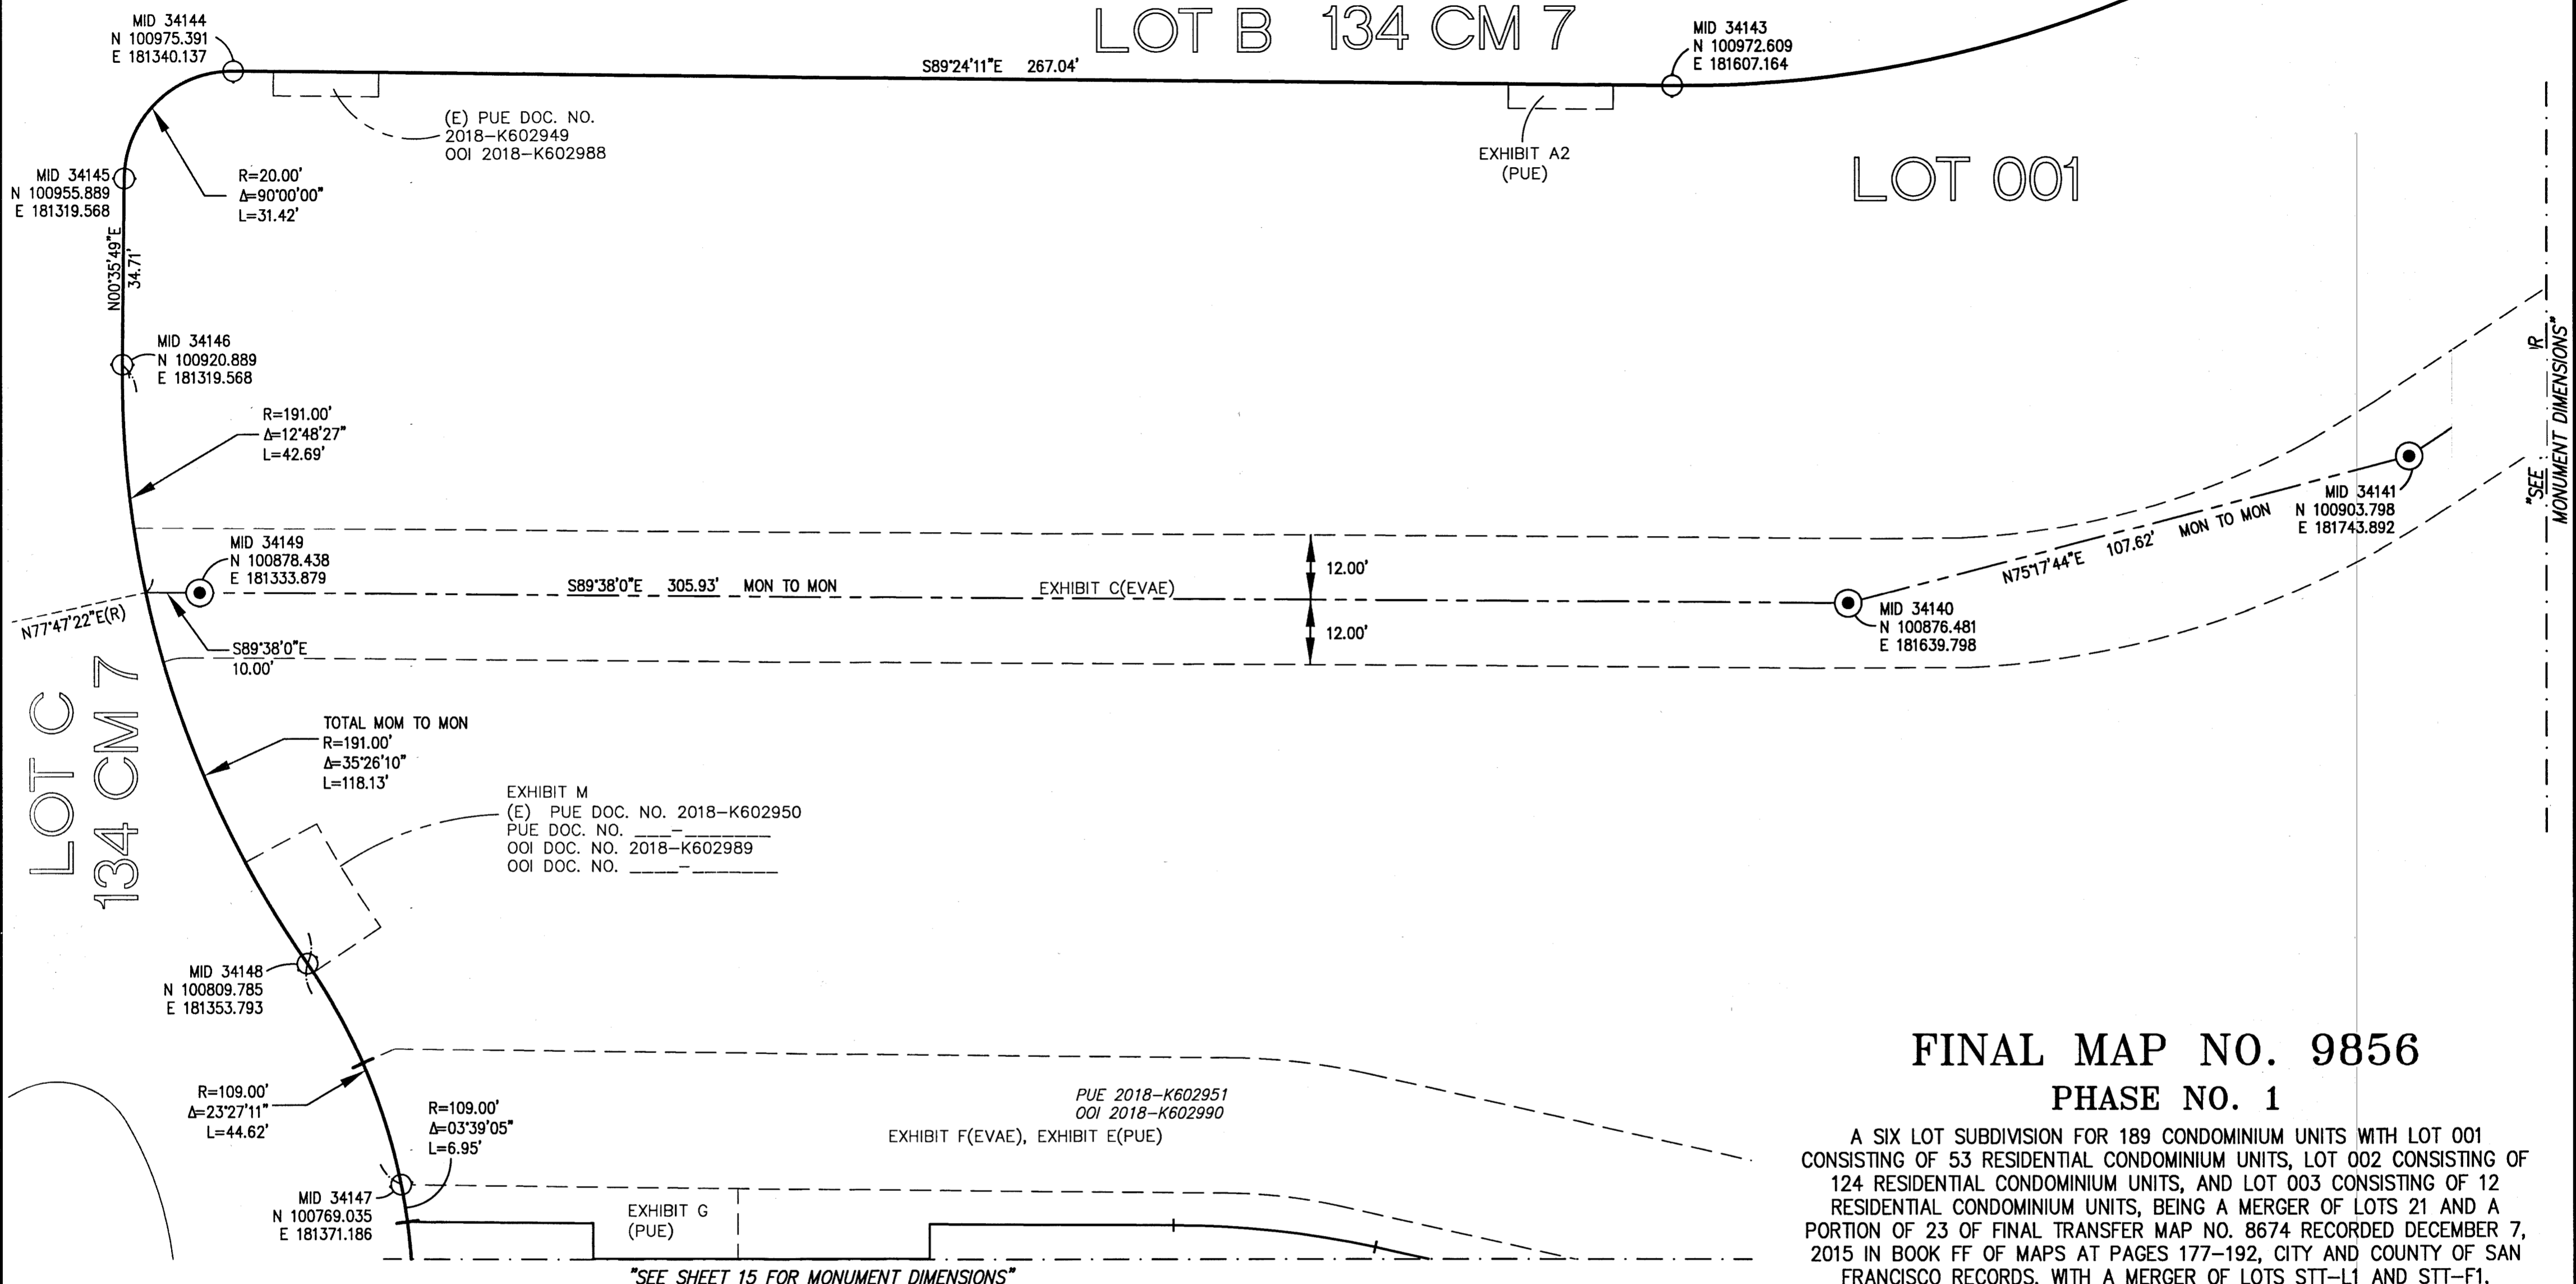 MID 34144
N 100975.391
E 181340.137
LOT B 134 CM 7
MID 34143
N 100972.609
E 181607.164
S89°24'11"E 267.04'
(E) PUE DOC. NO.
2018-K602949
OOI 2018-K602988
EXHIBIT A2
(PUE)
LOT 001
MID 34145
N 100955.889
E 181319.568
R=20.00'
Δ=90°00'00"
L=31.42'
N00°35'49"E
34.71'
MID 34146
N 100920.889
E 181319.568
R=191.00'
Δ=12°48'27"
L=42.69'
MID 34149
N 100878.438
E 181333.879
S89°38'0"E 305.93' MON TO MON
EXHIBIT C(EVAE)
12.00'
12.00'
N77°47'22"E(R)
S89°38'0"E
10.00'
MID 34140
N 100876.481
E 181639.798
N75°17'44"E 107.62' MON TO MON
MID 34141
N 100903.798
E 181743.892
"SEE R
MONUMENT DIMENSIONS"
LOT C
134 CM 7
TOTAL MOM TO MON
R=191.00'
Δ=35°26'10"
L=118.13'
EXHIBIT M
(E) PUE DOC. NO. 2018-K602950
PUE DOC. NO. ___-_______
OOI DOC. NO. 2018-K602989
OOI DOC. NO. ____-_______
MID 34148
N 100809.785
E 181353.793
R=109.00'
Δ=23°27'11"
L=44.62'
R=109.00'
Δ=03°39'05"
L=6.95'
PUE 2018-K602951
OOI 2018-K602990
EXHIBIT F(EVAE), EXHIBIT E(PUE)
MID 34147
N 100769.035
E 181371.186
EXHIBIT G
(PUE)
"SEE SHEET 15 FOR MONUMENT DIMENSIONS"
FINAL MAP NO. 9856
PHASE NO. 1
A SIX LOT SUBDIVISION FOR 189 CONDOMINIUM UNITS WITH LOT 001
CONSISTING OF 53 RESIDENTIAL CONDOMINIUM UNITS, LOT 002 CONSISTING OF
124 RESIDENTIAL CONDOMINIUM UNITS, AND LOT 003 CONSISTING OF 12
RESIDENTIAL CONDOMINIUM UNITS, BEING A MERGER OF LOTS 21 AND A
PORTION OF 23 OF FINAL TRANSFER MAP NO. 8674 RECORDED DECEMBER 7,
2015 IN BOOK FF OF MAPS AT PAGES 177-192, CITY AND COUNTY OF SAN
FRANCISCO RECORDS, WITH A MERGER OF LOTS STT-L1 AND STT-F1,